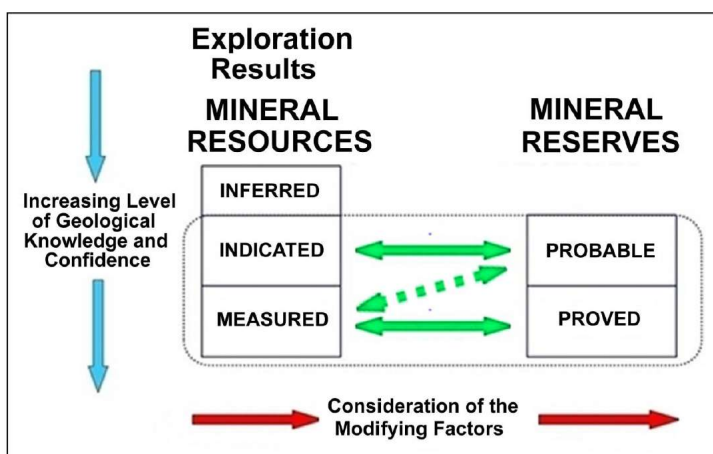 Exploration
Results
MINERAL
RESOURCES
MINERAL
RESERVES
INFERRED
Increasing Level
of Geological
Knowledge and
Confidence
INDICATED
PROBABLE
MEASURED
PROVED
Consideration of the
Modifying Factors